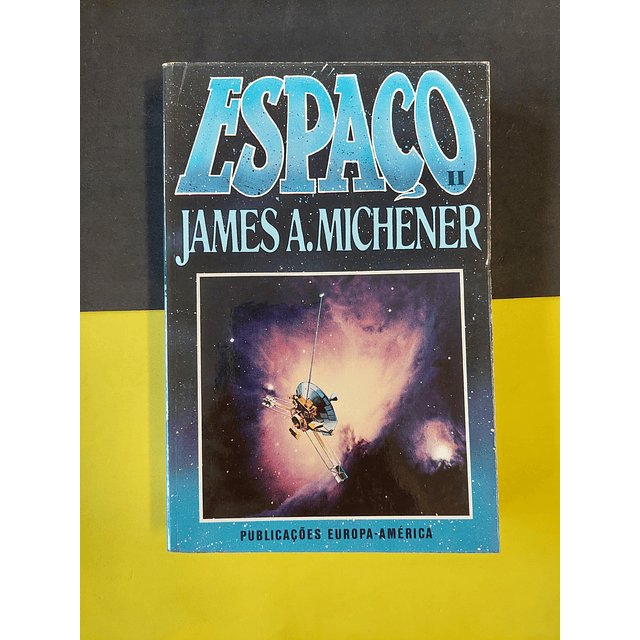 ESPAÇO
II
JAMES A. MICHENER
PUBLICAÇÕES EUROPA-AMÉRICA